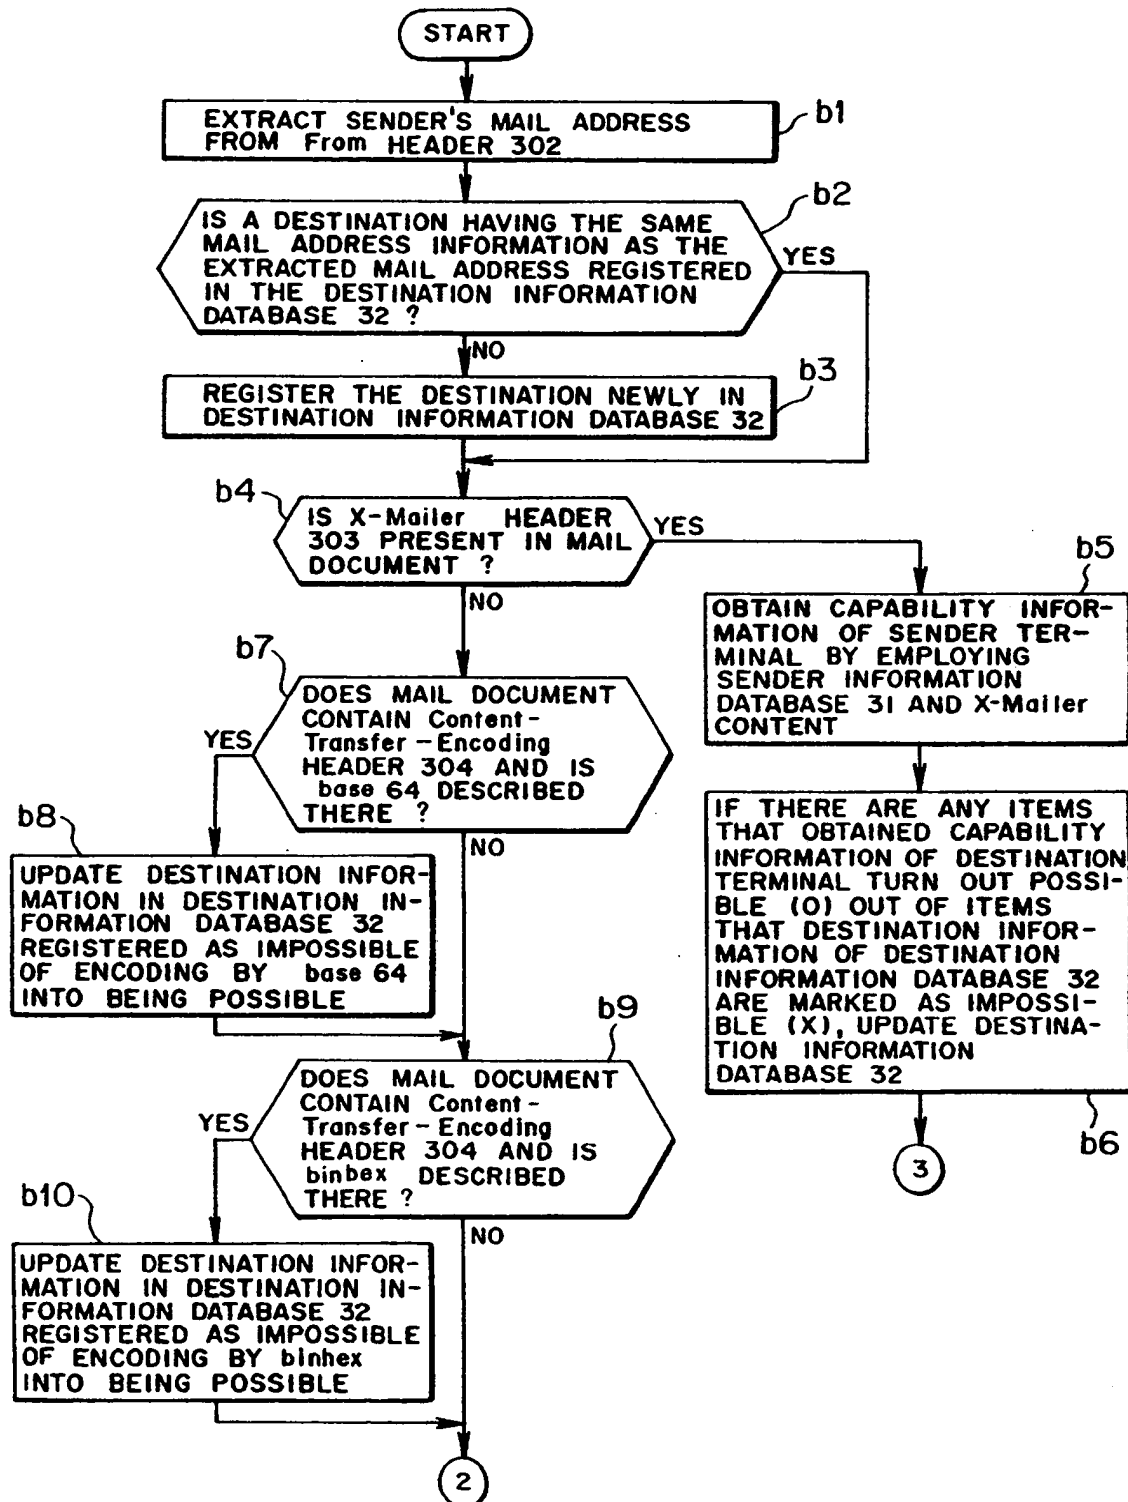 START
b1
EXTRACT SENDER'S MAIL ADDRESS
FROM From HEADER 302
b2
IS A DESTINATION HAVING THE SAME
MAIL ADDRESS INFORMATION AS THE
EXTRACTED MAIL ADDRESS REGISTERED
IN THE DESTINATION INFORMATION
DATABASE 32 ?
YES
NO
b3
REGISTER THE DESTINATION NEWLY IN
DESTINATION INFORMATION DATABASE 32
b4
IS X-Mailer HEADER
303 PRESENT IN MAIL
DOCUMENT ?
YES
NO
b5
OBTAIN CAPABILITY INFOR-
MATION OF SENDER TER-
MINAL BY EMPLOYING
SENDER INFORMATION
DATABASE 31 AND X-Mailer
CONTENT
b7
DOES MAIL DOCUMENT
CONTAIN Content-
Transfer-Encoding
HEADER 304 AND IS
base 64 DESCRIBED
THERE ?
YES
NO
b8
UPDATE DESTINATION INFOR-
MATION IN DESTINATION IN-
FORMATION DATABASE 32
REGISTERED AS IMPOSSIBLE
OF ENCODING BY base 64
INTO BEING POSSIBLE
IF THERE ARE ANY ITEMS
THAT OBTAINED CAPABILITY
INFORMATION OF DESTINATION
TERMINAL TURN OUT POSSI-
BLE (O) OUT OF ITEMS
THAT DESTINATION INFOR-
MATION OF DESTINATION
INFORMATION DATABASE 32
ARE MARKED AS IMPOSSI-
BLE (X), UPDATE DESTINA-
TION INFORMATION
DATABASE 32
b6
3
b9
DOES MAIL DOCUMENT
CONTAIN Content-
Transfer-Encoding
HEADER 304 AND IS
binbex DESCRIBED
THERE ?
YES
NO
b10
UPDATE DESTINATION INFOR-
MATION IN DESTINATION IN-
FORMATION DATABASE 32
REGISTERED AS IMPOSSIBLE
OF ENCODING BY binhex
INTO BEING POSSIBLE
2